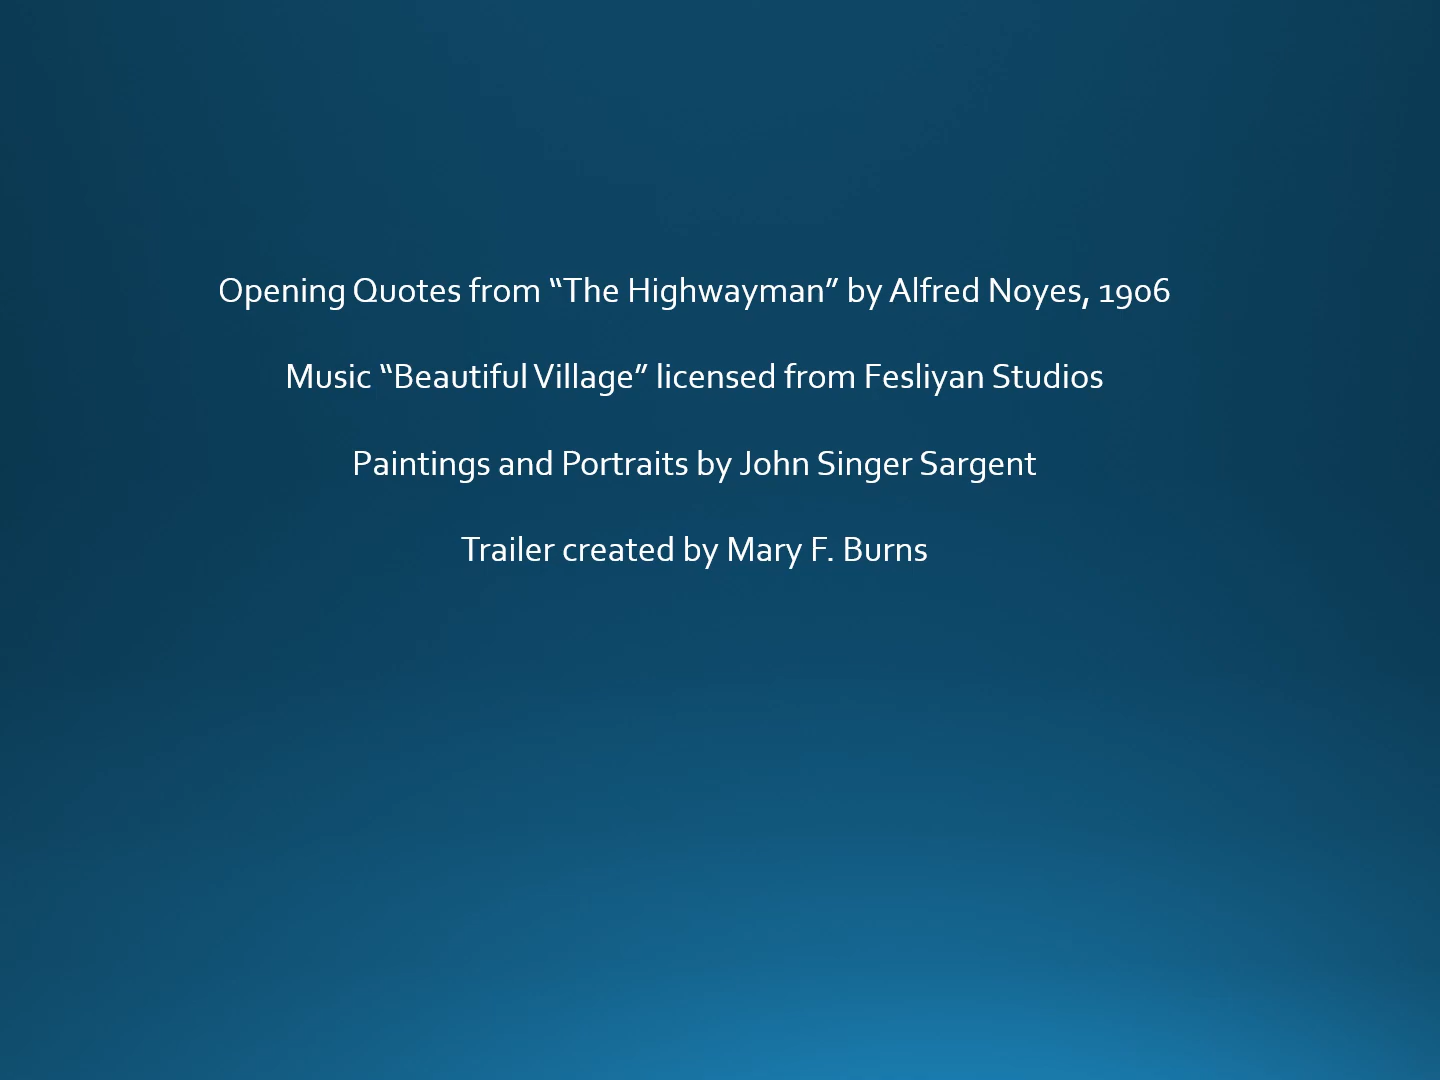 Opening Quotes from “The Highwayman” by Alfred Noyes, 1906
Music “Beautiful Village” licensed from Fesliyan Studios
Paintings and Portraits by John Singer Sargent
Trailer created by Mary F. Burns